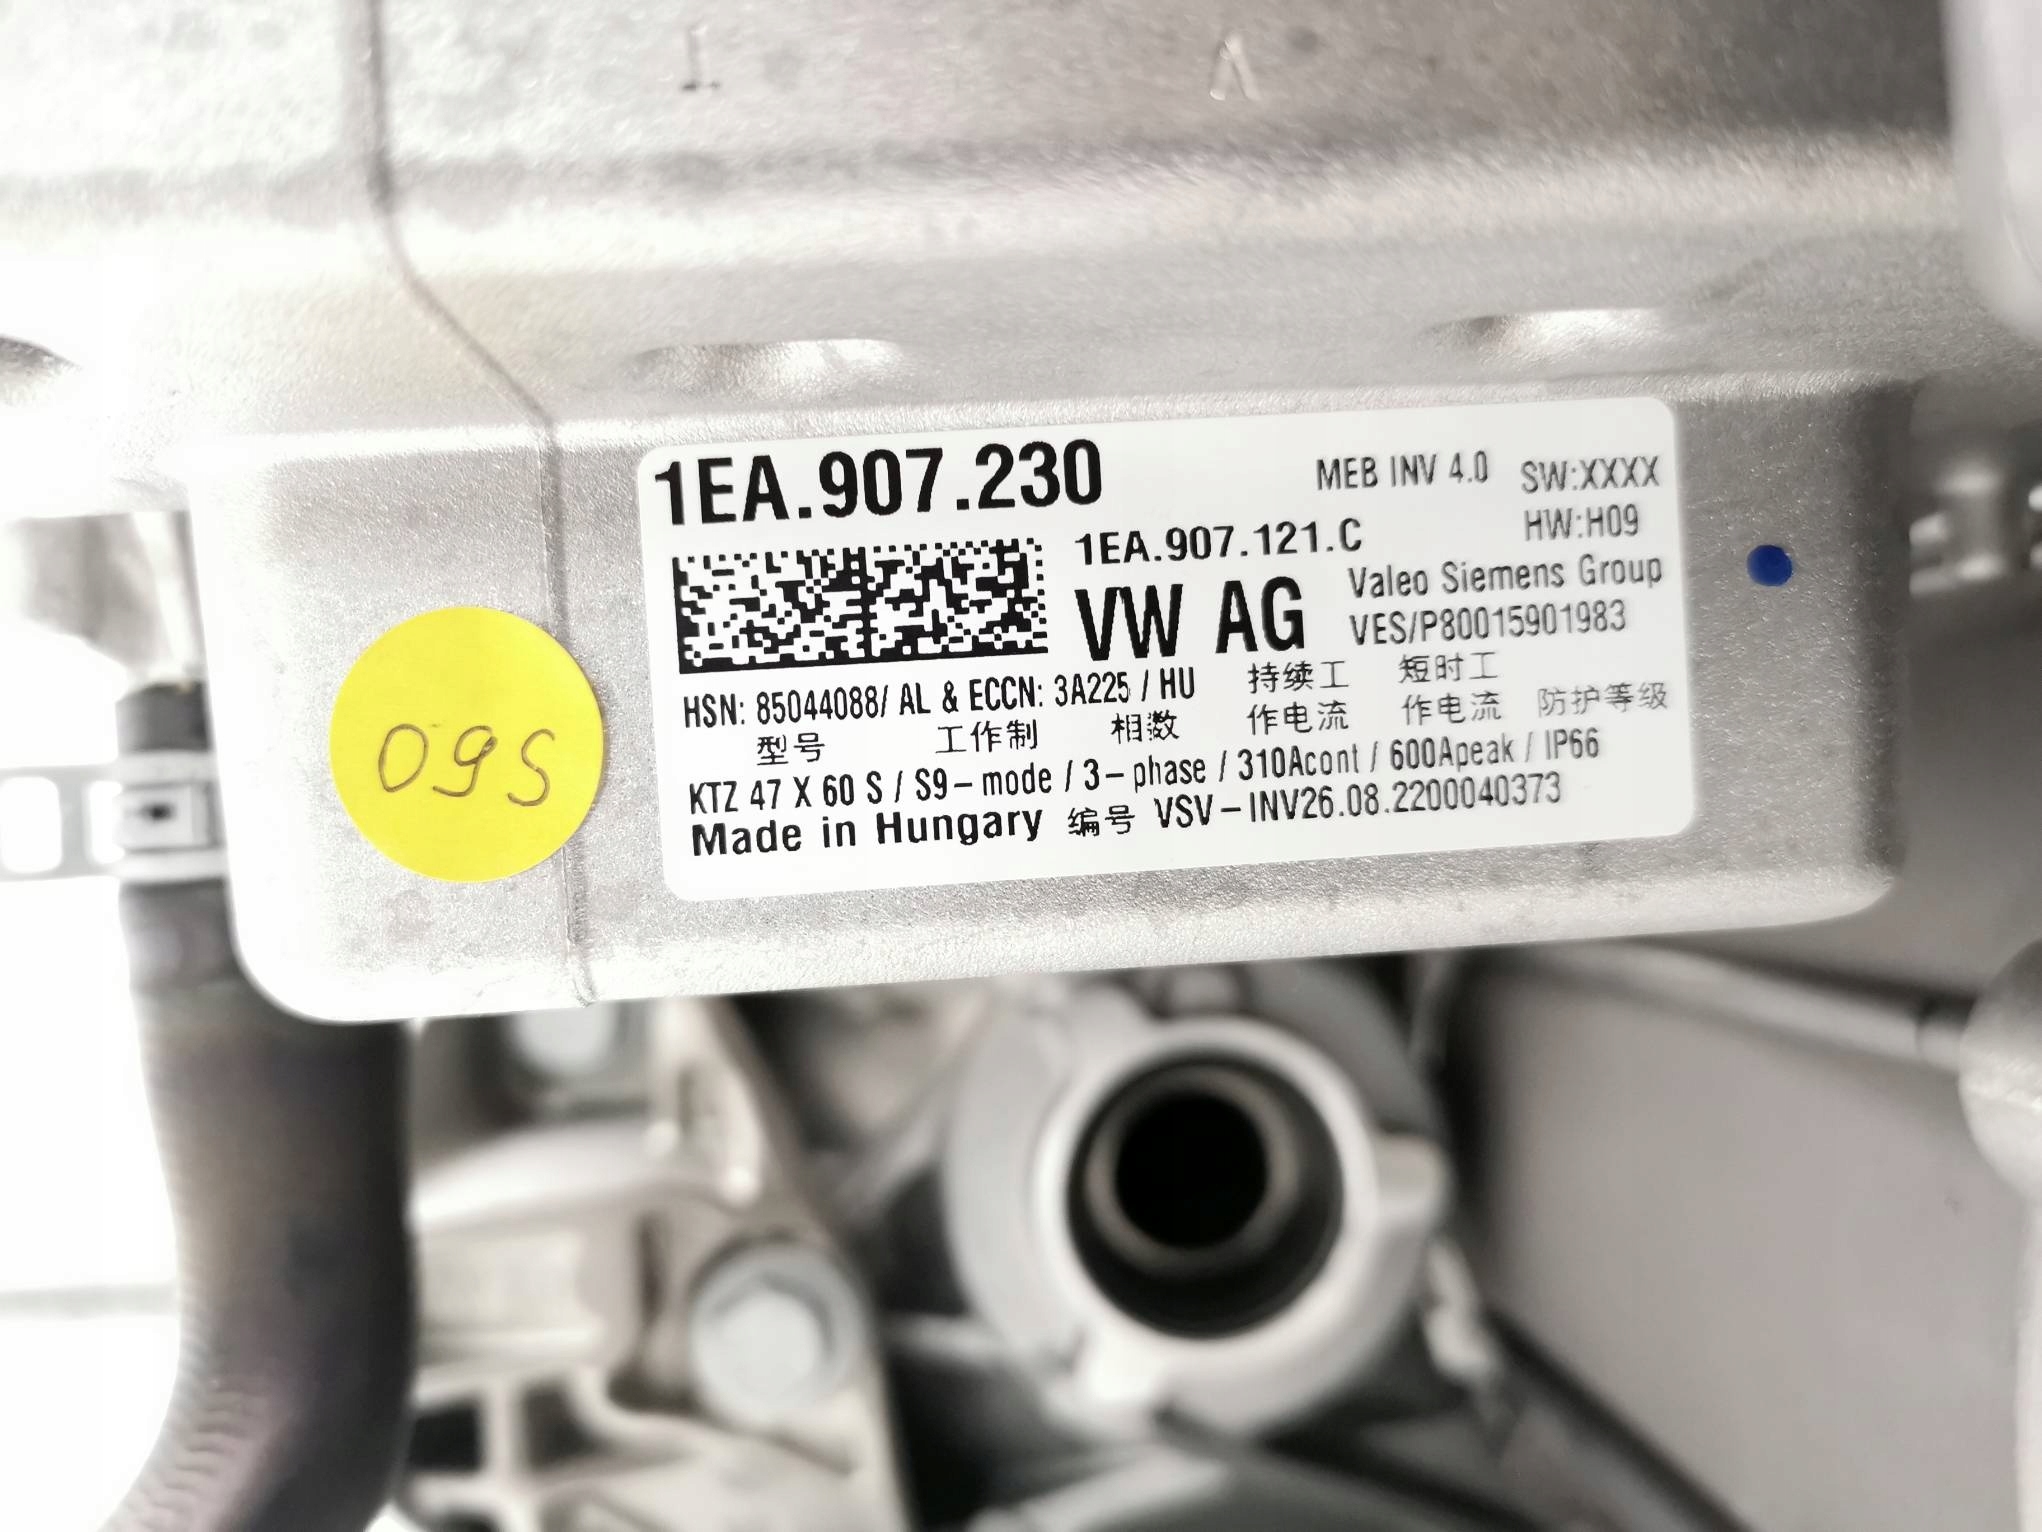 1EA.907.230
MEB INV 4.0
SW:XXXX
HW:H09
1EA.907.121.C
VW AG
Valeo Siemens Group
VES/P80015901983
HSN: 85044088/ AL & ECCN: 3A225 / HU
型号 工作制 相数 持续工作电流 短时工作电流 防护等级
KTZ 47 X 60 S / S9-mode / 3-phase / 310Acont / 600Apeak / IP66
Made in Hungary 编号 VSV-INV26.08.2200040373
09S